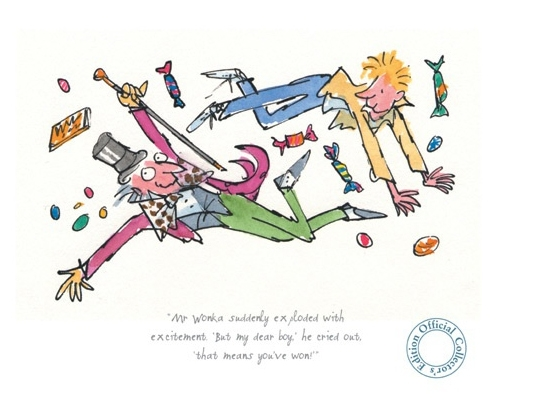 "Mr Wonka suddenly exploded with
excitement. 'But my dear boy,' he cried out,
'that means you've won!'"
Official Collector's Edition